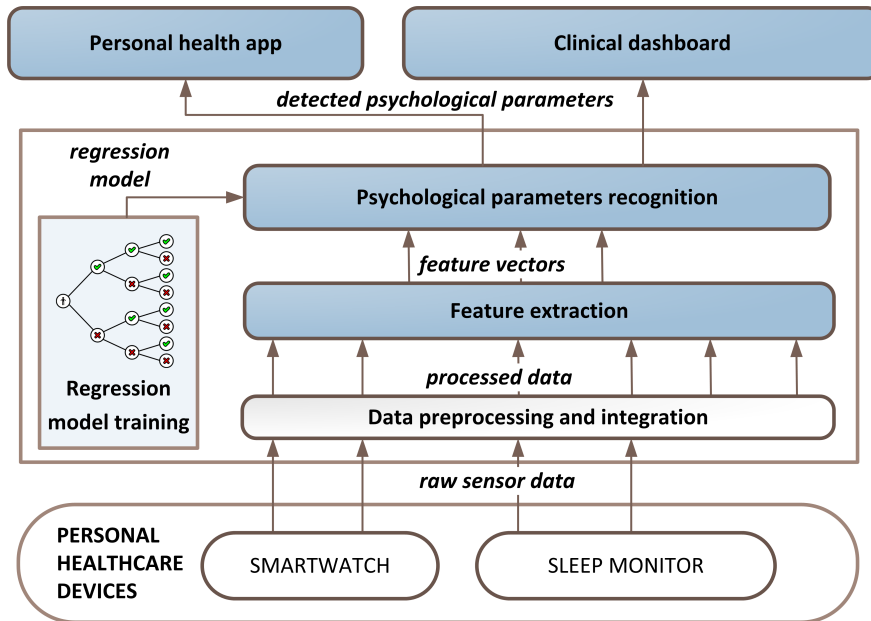 Personal health app
Clinical dashboard
detected psychological parameters
regression
model
Psychological parameters recognition
feature vectors
Feature extraction
Regression
model training
processed data
Data preprocessing and integration
raw sensor data
PERSONAL
HEALTHCARE
DEVICES
SMARTWATCH
SLEEP MONITOR